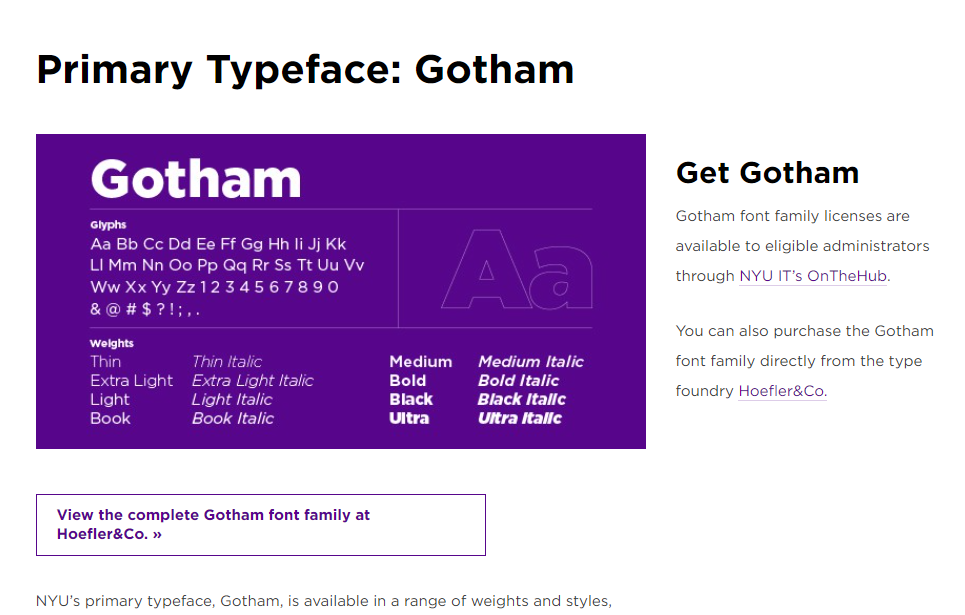 Primary Typeface: Gotham
Gotham
Glyphs
Aa Bb Cc Dd Ee Ff Gg Hh Ii Jj Kk
Ll Mm Nn Oo Pp Qq Rr Ss Tt Uu Vv
Ww Xx Yy Zz 1 2 3 4 5 6 7 8 9 0
& @ # $ ? ! ; , .
Aa
Weights
Thin Thin Italic Medium Medium Italic
Extra Light Extra Light Italic Bold Bold Italic
Light Light Italic Black Black Italic
Book Book Italic Ultra Ultra Italic
Get Gotham
Gotham font family licenses are
available to eligible administrators
through NYU IT’s OnTheHub.
You can also purchase the Gotham
font family directly from the type
foundry Hoefler&Co.
View the complete Gotham font family at
Hoefler&Co. »
NYU’s primary typeface, Gotham, is available in a range of weights and styles,